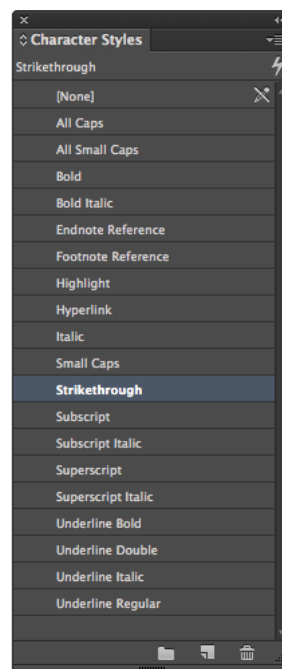 Character Styles
Strikethrough
[None]
All Caps
All Small Caps
Bold
Bold Italic
Endnote Reference
Footnote Reference
Highlight
Hyperlink
Italic
Small Caps
Strikethrough
Subscript
Subscript Italic
Superscript
Superscript Italic
Underline Bold
Underline Double
Underline Italic
Underline Regular